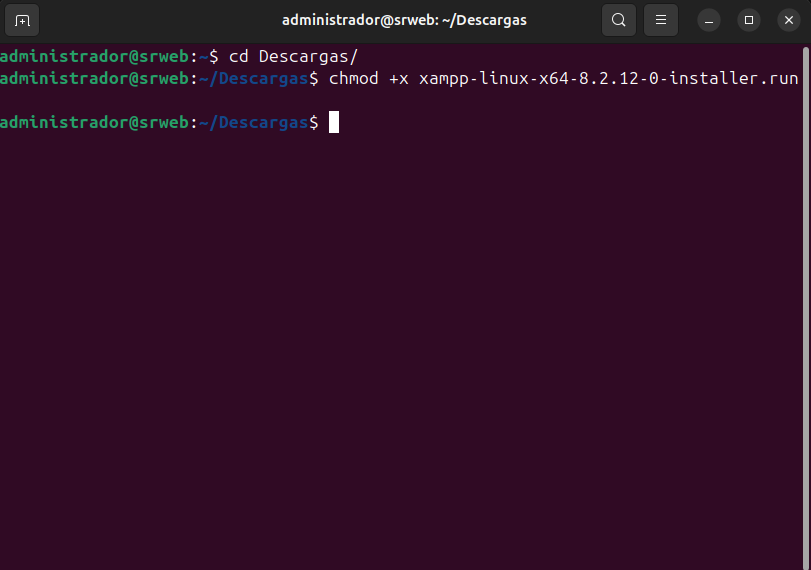 administrador@srweb: ~/Descargas
administrador@srweb:~$ cd Descargas/
administrador@srweb:~/Descargas$ chmod +x xampp-linux-x64-8.2.12-0-installer.run
administrador@srweb:~/Descargas$